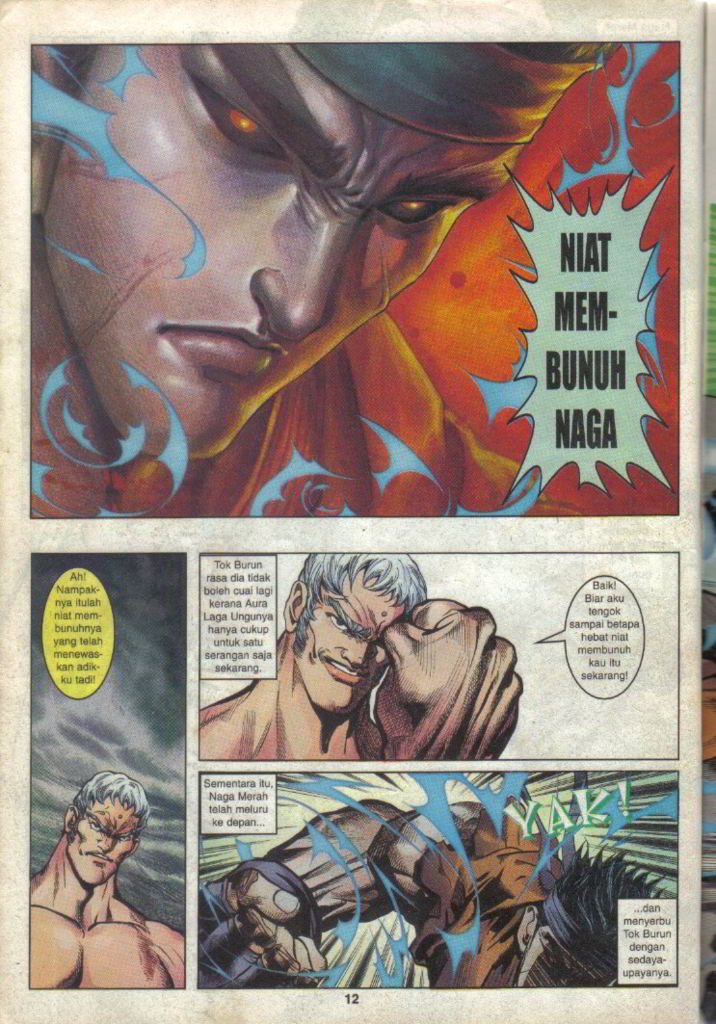 NIAT
MEM-
BUNUH
NAGA
Ah!
Nampak-
nya itulah
niat mem-
bunuhnya
yang telah
menewas-
kan adik-
ku tadi!
Tok Burun
rasa dia tidak
boleh cuai lagi
kerana Aura
Laga Ungunya
hanya cukup
untuk satu
serangan saja
sekarang.
Baik!
Biar aku
tengok
sampai betapa
hebat niat
membunuh
kau itu
sekarang!
Sementara itu,
Naga Merah
telah meluru
ke depan...
YAK!
...dan
menyerbu
Tok Burun
dengan
sedaya-
upayanya.
12